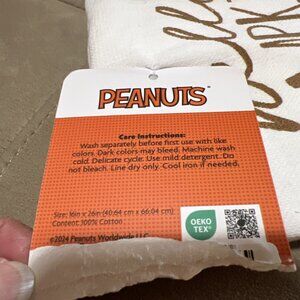 PEANUTS
Care Instructions:
Wash separately before first use with like
colors. Dark colors may bleed. Machine wash
cold. Delicate cycle. Use mild detergent. Do
not bleach. Line dry only. Cool iron if needed.
Size: 16in x 26in (40.64 cm x 66.04 cm)
Content: 100% Cotton
©2024 Peanuts Worldwide LLC
OEKO
TEX®